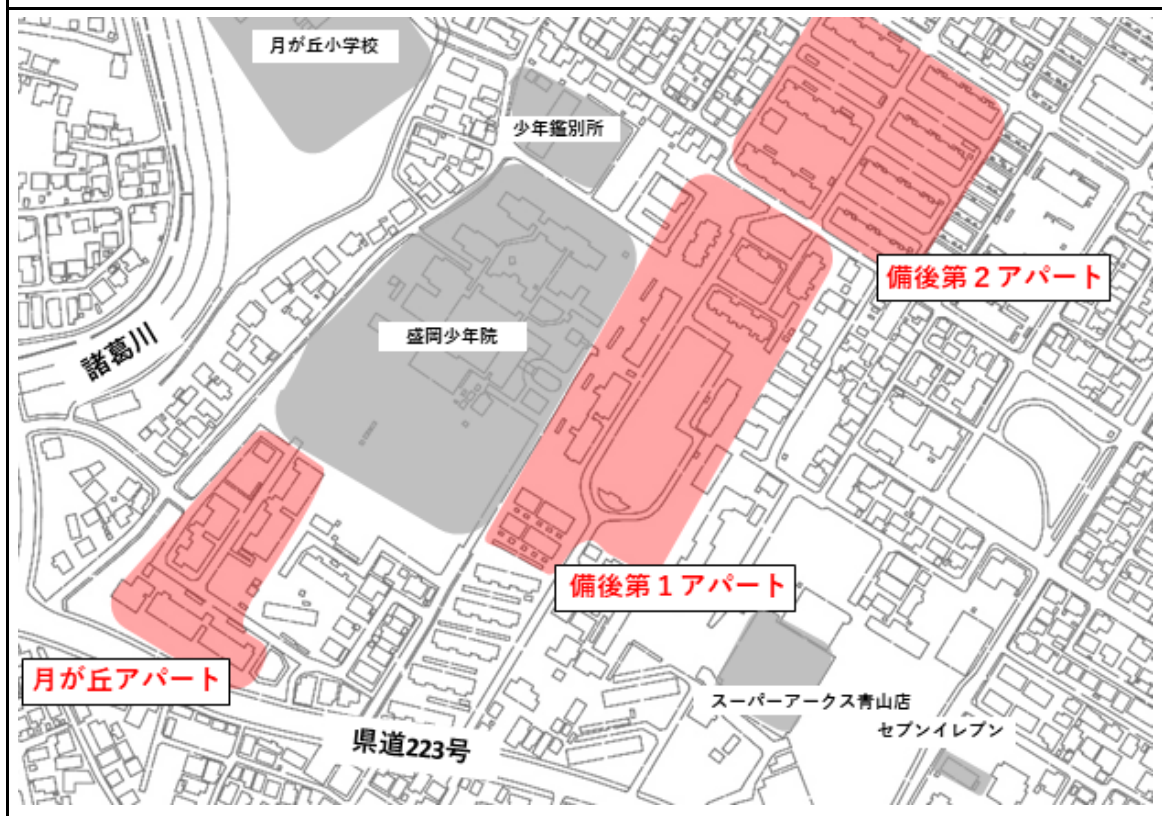 月が丘小学校
少年鑑別所
備後第２アパート
盛岡少年院
諸葛川
備後第１アパート
月が丘アパート
スーパーアークス青山店
セブンイレブン
県道223号